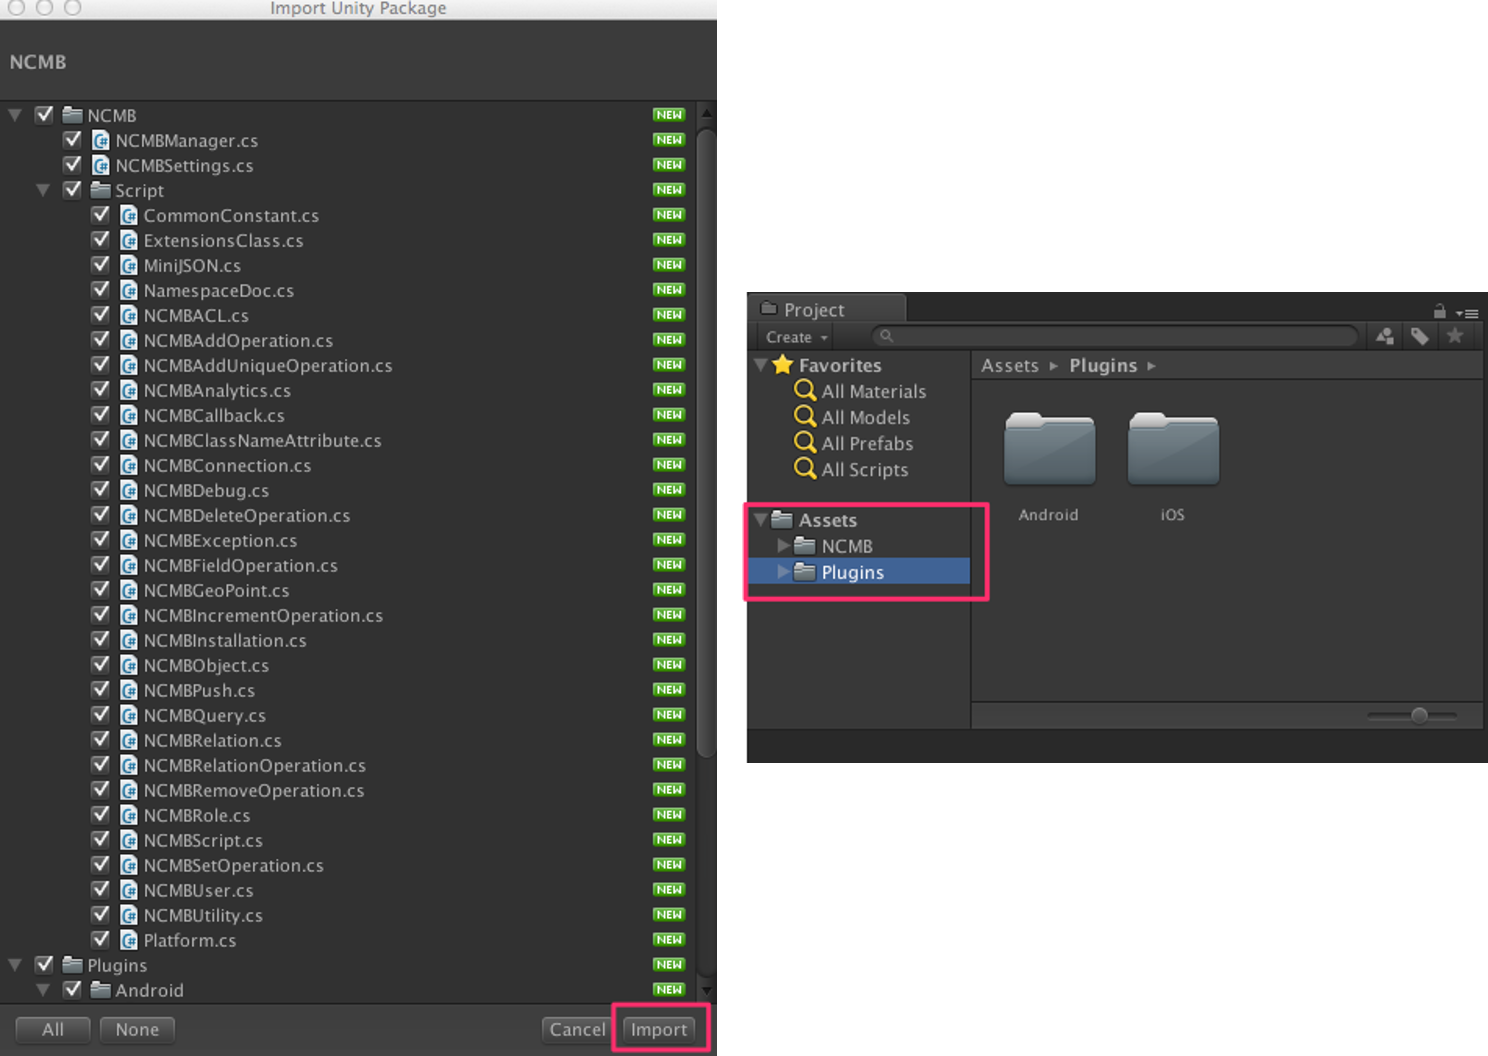 Import Unity Package
NCMB
NCMB NEW
NCMBManager.cs NEW
NCMBSettings.cs NEW
Script NEW
CommonConstant.cs NEW
ExtensionsClass.cs NEW
MiniJSON.cs NEW
NamespaceDoc.cs NEW
NCMBACL.cs NEW
NCMBAddOperation.cs NEW
NCMBAddUniqueOperation.cs NEW
NCMBAnalytics.cs NEW
NCMBCallback.cs NEW
NCMBClassNameAttribute.cs NEW
NCMBConnection.cs NEW
NCMBDebug.cs NEW
NCMBDeleteOperation.cs NEW
NCMBException.cs NEW
NCMBFieldOperation.cs NEW
NCMBGeoPoint.cs NEW
NCMBIncrementOperation.cs NEW
NCMBInstallation.cs NEW
NCMBObject.cs NEW
NCMBPush.cs NEW
NCMBQuery.cs NEW
NCMBRelation.cs NEW
NCMBRelationOperation.cs NEW
NCMBRemoveOperation.cs NEW
NCMBRole.cs NEW
NCMBScript.cs NEW
NCMBSetOperation.cs NEW
NCMBUser.cs NEW
NCMBUtility.cs NEW
Platform.cs NEW
Plugins NEW
Android NEW
All None Cancel Import
Project
Create
Favorites
All Materials
All Models
All Prefabs
All Scripts
Assets
NCMB
Plugins
Assets Plugins
Android iOS